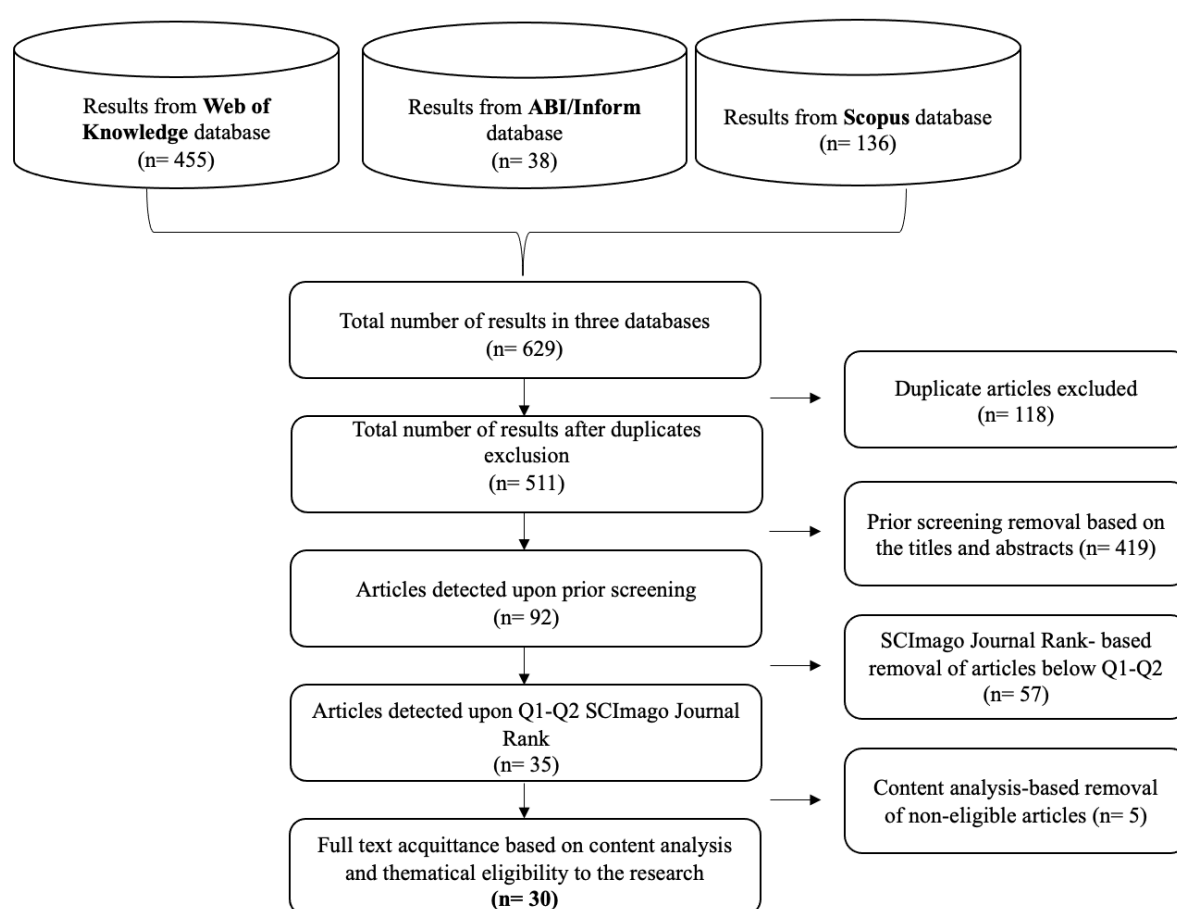 Results from Web of
Knowledge database
(n= 455)
Results from ABI/Inform
database
(n= 38)
Results from Scopus database
(n= 136)
Total number of results in three databases
(n= 629)
Duplicate articles excluded
(n= 118)
Total number of results after duplicates
exclusion
(n= 511)
Prior screening removal based on
the titles and abstracts (n= 419)
Articles detected upon prior screening
(n= 92)
SCImago Journal Rank- based
removal of articles below Q1-Q2
(n= 57)
Articles detected upon Q1-Q2 SCImago Journal
Rank
(n= 35)
Content analysis-based removal
of non-eligible articles (n= 5)
Full text acquittance based on content analysis
and thematical eligibility to the research
(n= 30)